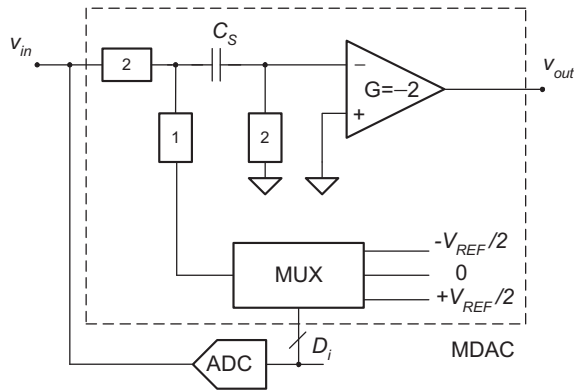 v_in
2
C_S
1
2
−
G=−2
+
v_out
MUX
-V_REF/2
0
+V_REF/2
D_i
MDAC
ADC